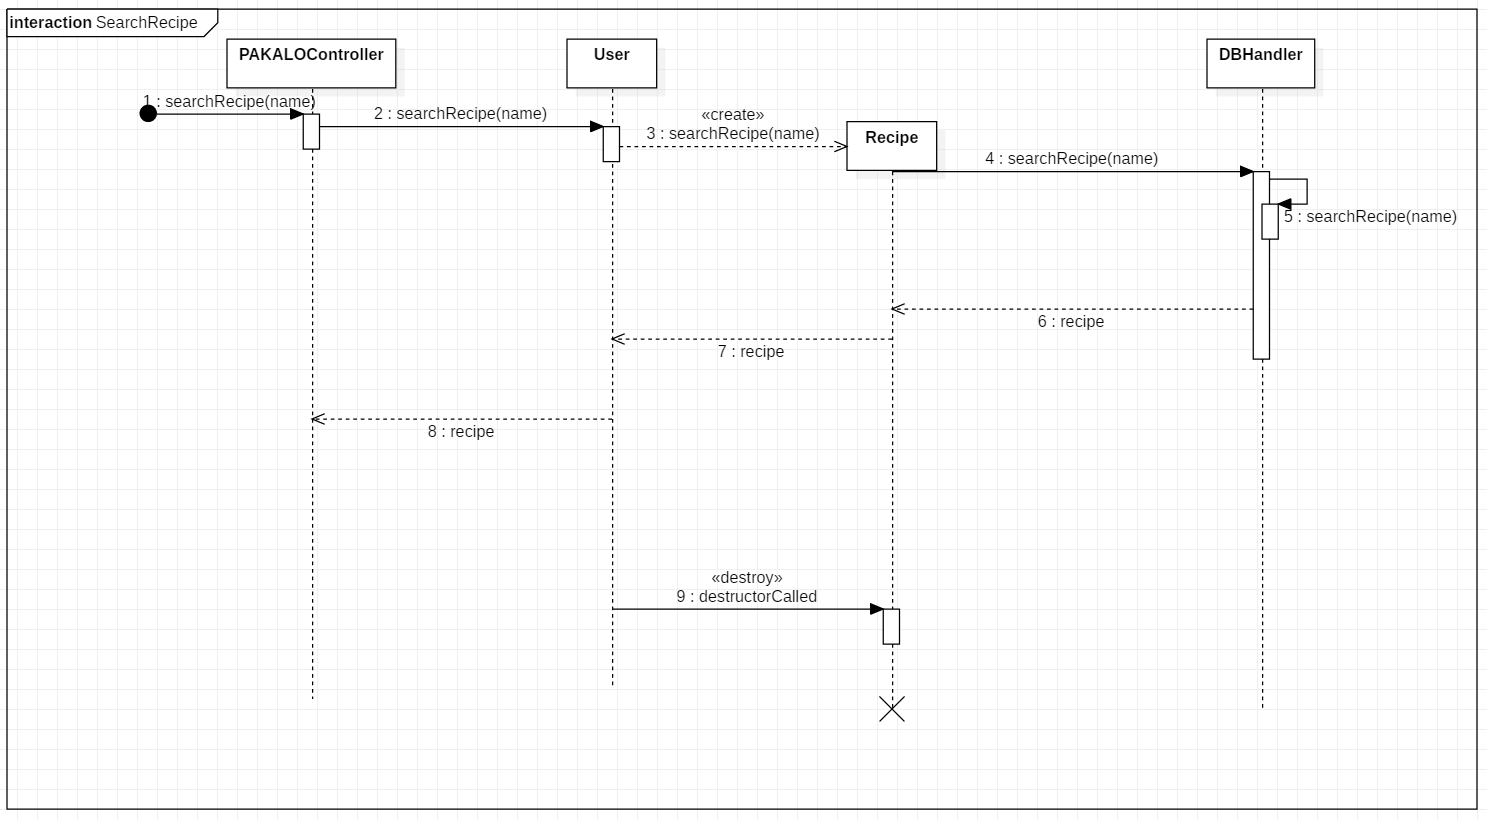 interaction SearchRecipe
PAKALOController
User
DBHandler
1 : searchRecipe(name)
2 : searchRecipe(name)
«create»
3 : searchRecipe(name)
Recipe
4 : searchRecipe(name)
5 : searchRecipe(name)
6 : recipe
7 : recipe
8 : recipe
«destroy»
9 : destructorCalled